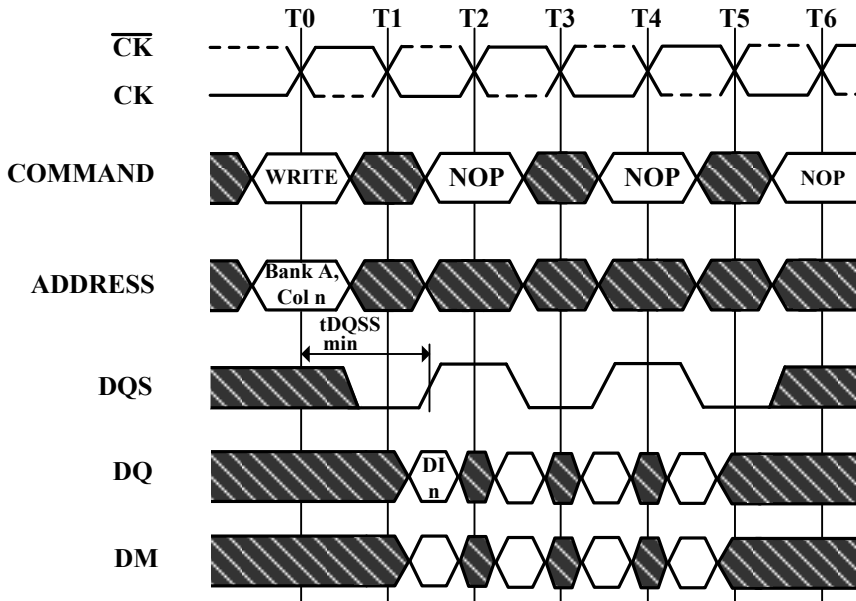 T0 T1 T2 T3 T4 T5 T6
CK
CK
COMMAND
WRITE NOP NOP NOP
ADDRESS
Bank A,
Col n
tDQSS
min
DQS
DQ
DI
n
DM